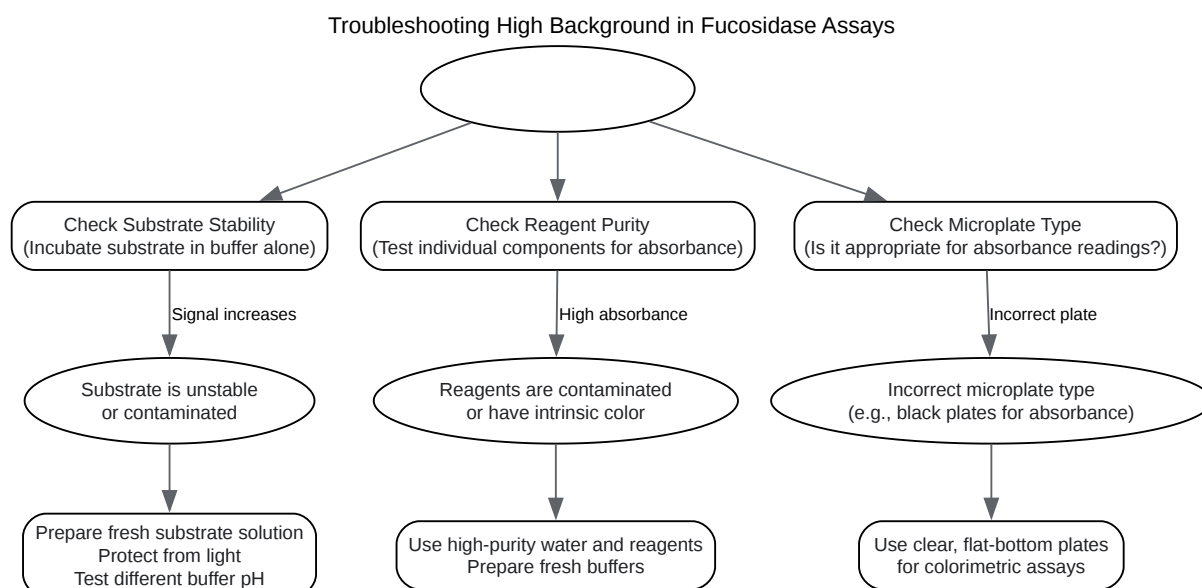 Troubleshooting High Background in Fucosidase Assays
Check Substrate Stability
(Incubate substrate in buffer alone)
Check Reagent Purity
(Test individual components for absorbance)
Check Microplate Type
(Is it appropriate for absorbance readings?)
Signal increases
High absorbance
Incorrect plate
Substrate is unstable
or contaminated
Reagents are contaminated
or have intrinsic color
Incorrect microplate type
(e.g., black plates for absorbance)
Prepare fresh substrate solution
Protect from light
Test different buffer pH
Use high-purity water and reagents
Prepare fresh buffers
Use clear, flat-bottom plates
for colorimetric assays